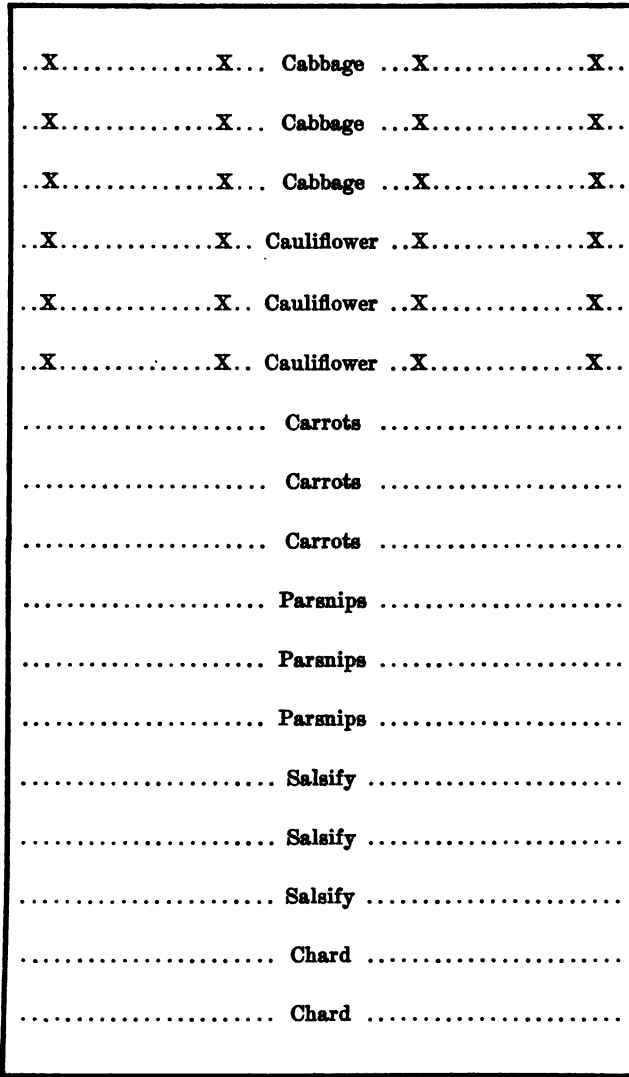 ..X..............X... Cabbage ...X..............X..
..X..............X... Cabbage ...X..............X..
..X..............X... Cabbage ...X..............X..
..X..............X.. Cauliflower ..X..............X..
..X..............X.. Cauliflower ..X..............X..
..X..............X.. Cauliflower ..X..............X..
...................... Carrots ......................
...................... Carrots ......................
...................... Carrots ......................
...................... Parsnips ......................
...................... Parsnips ......................
...................... Parsnips ......................
....................... Salsify .......................
....................... Salsify .......................
....................... Salsify .......................
....................... Chard .......................
....................... Chard .......................